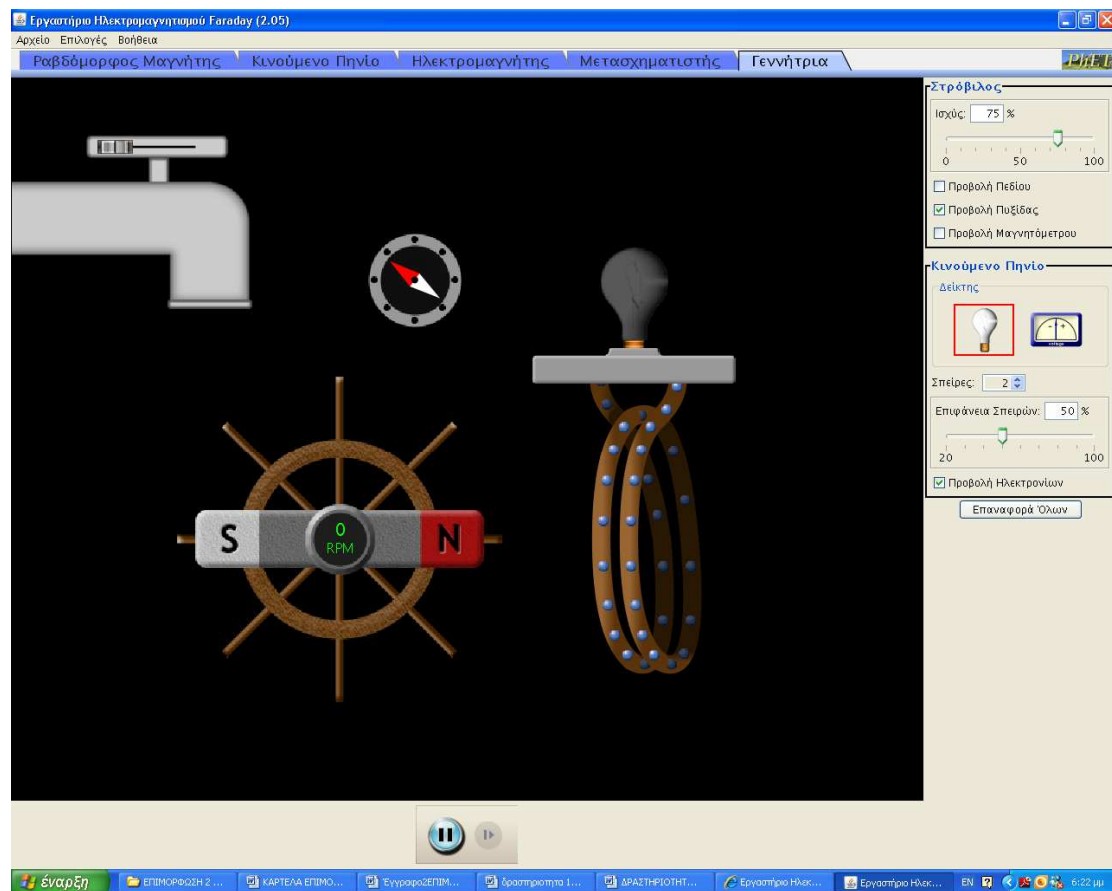 Εργαστήριο Ηλεκτρομαγνητισμού Faraday (2.05)
Αρχείο Επιλογές Βοήθεια
Ραβδόμορφος Μαγνήτης Κινούμενο Πηνίο Ηλεκτρομαγνήτης Μετασχηματιστής Γεννήτρια
PhET
Στρόβιλος
Ισχύς: 75 %
0 50 100
Προβολή Πεδίου
Προβολή Πυξίδας
Προβολή Μαγνητόμετρου
Κινούμενο Πηνίο
Δείκτης
voltage
Σπείρες: 2
Επιφάνεια Σπειρών: 50 %
20 100
Προβολή Ηλεκτρονίων
Επαναφορά Όλων
S 0 N
RPM
έναρξη ΕΠΙΜΟΡΦΩΣΗ 2 ... ΚΑΡΤΕΛΑ ΕΠΙΜΟ... Έγγραφο2ΕΠΙΜ... δραστηριοτητα 1... ΔΡΑΣΤΗΡΙΟΤΗΤ... Εργαστήριο Ηλεκ... Εργαστήριο Ηλεκ... EN 6:22 μμ